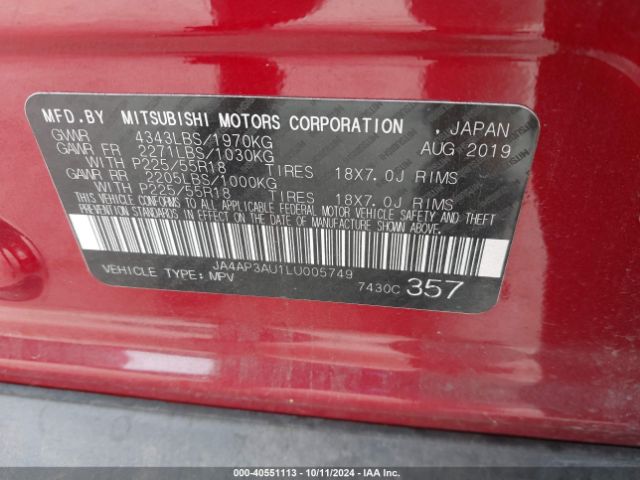 MFD.BY MITSUBISHI MOTORS CORPORATION , JAPAN
GVWR 4343LBS/1970KG AUG 2019
GAWR FR 2271LBS/1030KG
WITH P225/55R18 TIRES 18X7.0J RIMS
GAWR RR 2205LBS/1000KG
WITH P225/55R18 TIRES 18X7.0J RIMS
THIS VEHICLE CONFORMS TO ALL APPLICABLE FEDERAL MOTOR VEHICLE SAFETY AND THEFT
PREVENTION STANDARDS IN EFFECT ON THE DATE OF MANUFACTURE SHOWN ABOVE.
JA4AP3AU1LU005749
VEHICLE TYPE: MPV 7430C 357
000-40551113 - 10/11/2024 - IAAI.COM